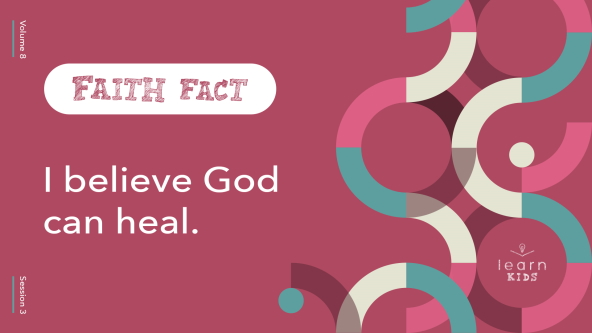 Volume 8
FAITH FACT
I believe God
can heal.
Session 3
learn
KIDS